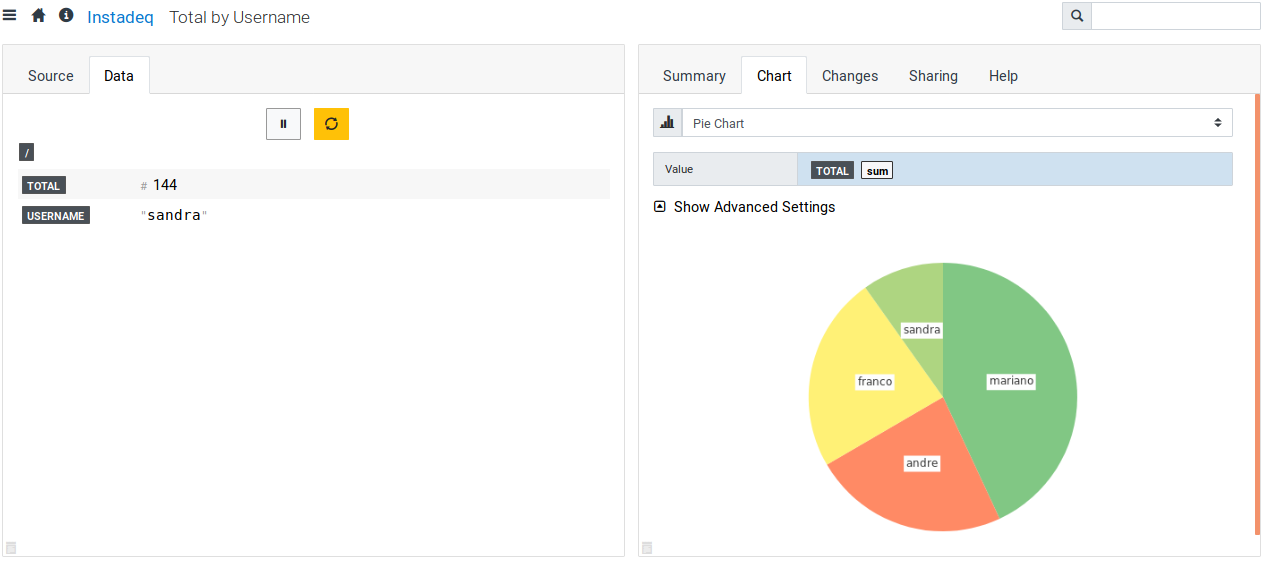 Instadeq Total by Username
Source Data
/
TOTAL # 144
USERNAME "sandra"
Summary Chart Changes Sharing Help
Pie Chart
Value TOTAL sum
Show Advanced Settings
sandra
franco
mariano
andre